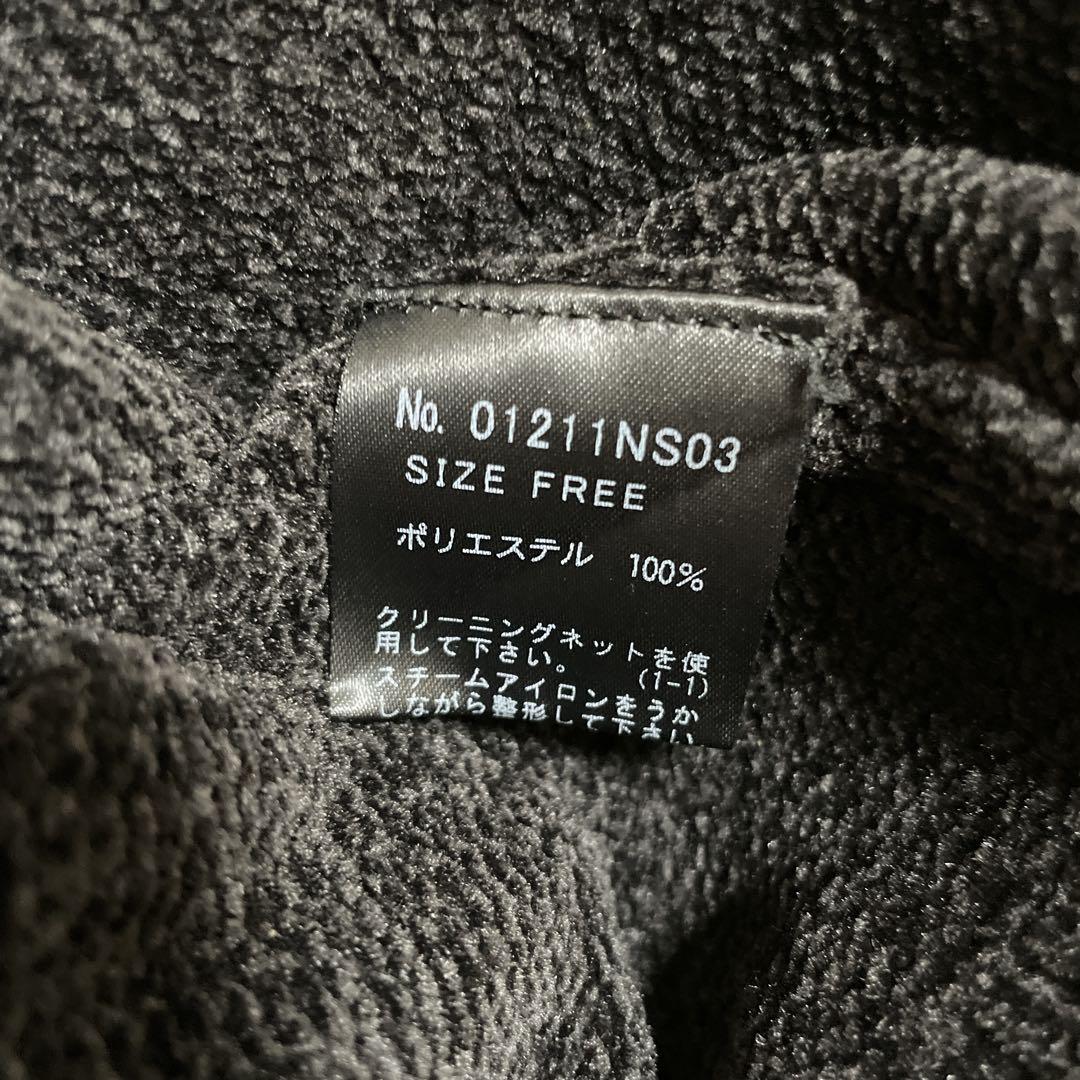 No. 01211NS03
SIZE FREE
ポリエステル 100%
クリーニングネットを使
用して下さい。 (1-1)
スチームアイロンをうか
しながら整形して下さい